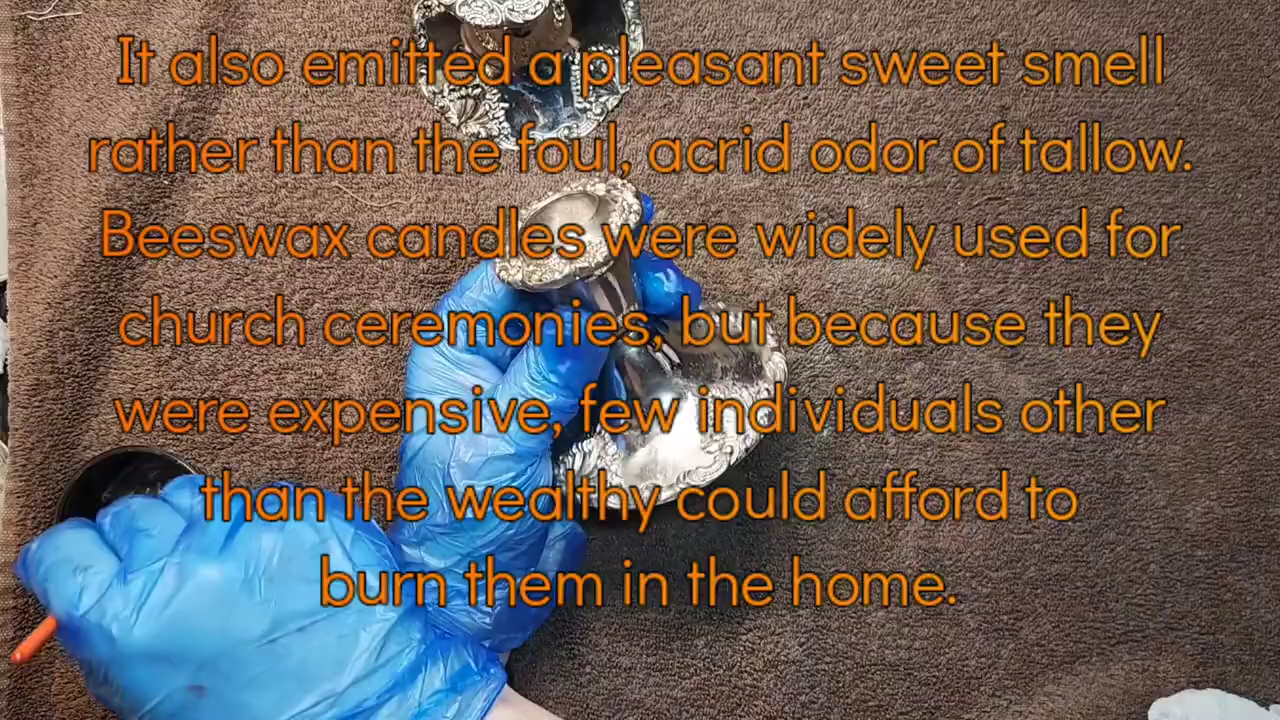 It also emitted a pleasant sweet smell
rather than the foul, acrid odor of tallow.
Beeswax candles were widely used for
church ceremonies, but because they
were expensive, few individuals other
than the wealthy could afford to
burn them in the home.